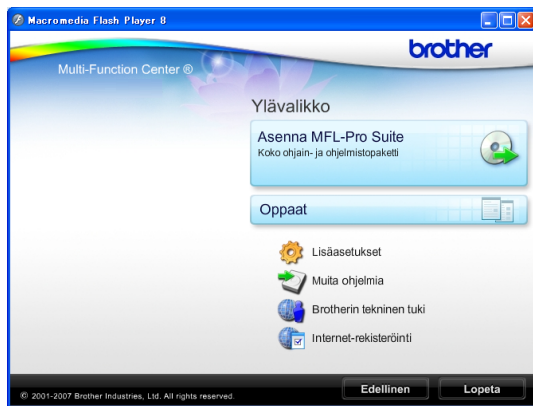 Macromedia Flash Player 8
brother
Multi-Function Center ®
Ylävalikko
Asenna MFL-Pro Suite
Koko ohjain- ja ohjelmistopaketti
Oppaat
Lisäasetukset
Muita ohjelmia
Brotherin tekninen tuki
Internet-rekisteröinti
© 2001-2007 Brother Industries, Ltd. All rights reserved.
Edellinen
Lopeta